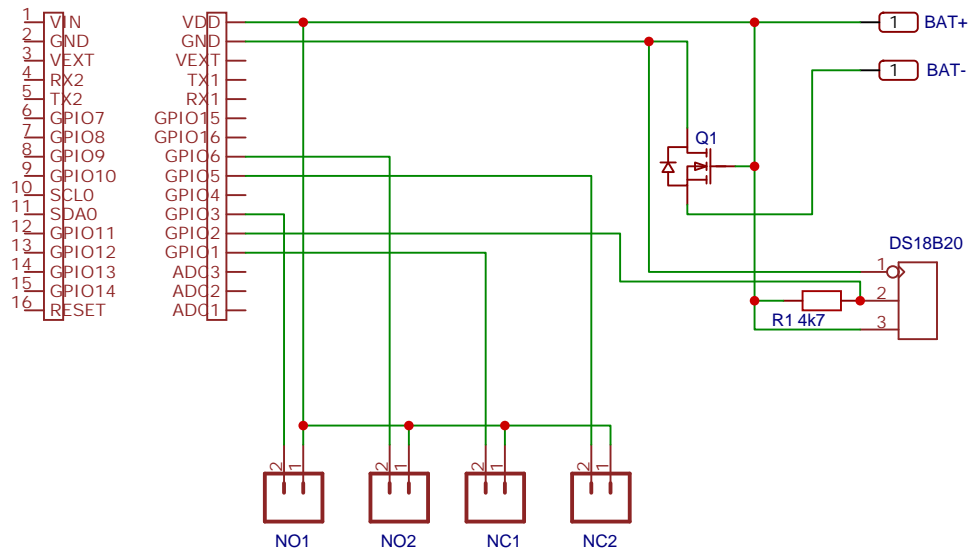 1 VIN
2 GND
3 VEXT
4 RX2
5 TX2
6 GPIO7
7 GPIO8
8 GPIO9
9 GPIO10
10 SCL0
11 SDA0
12 GPIO11
13 GPIO12
14 GPIO13
15 GPIO14
16 RESET
VDD
GND
VEXT
TX1
RX1
GPIO15
GPIO16
GPIO6
GPIO5
GPIO4
GPIO3
GPIO2
GPIO1
ADC3
ADC2
ADC1
1 BAT+
1 BAT-
Q1
DS18B20
1
2
3
R1 4k7
2 1
NO1
2 1
NO2
2 1
NC1
2 1
NC2